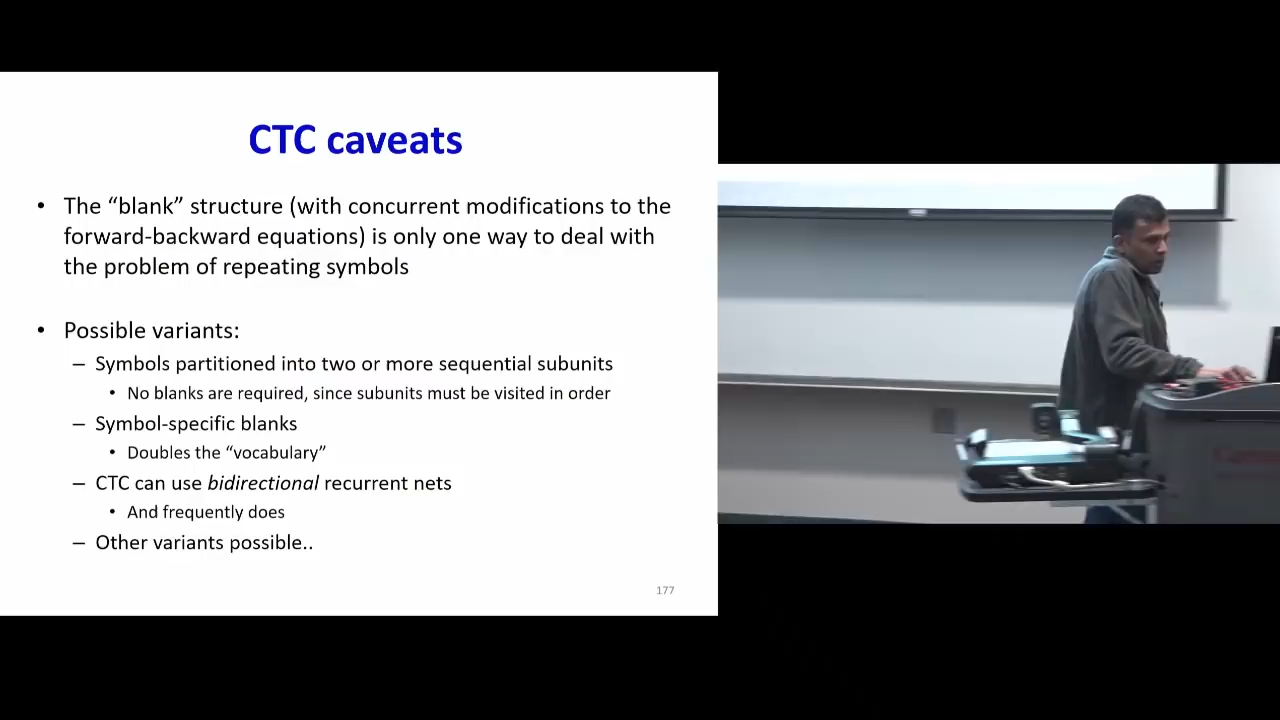 CTC caveats
• The “blank” structure (with concurrent modifications to the
forward-backward equations) is only one way to deal with
the problem of repeating symbols
• Possible variants:
– Symbols partitioned into two or more sequential subunits
• No blanks are required, since subunits must be visited in order
– Symbol-specific blanks
• Doubles the “vocabulary”
– CTC can use bidirectional recurrent nets
• And frequently does
– Other variants possible..
177